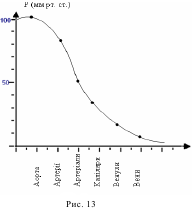 P (мм рт. ст.)
100
50
Аорта
Артерії
Артеріоли
Капіляри
Венули
Вени
Рис. 13